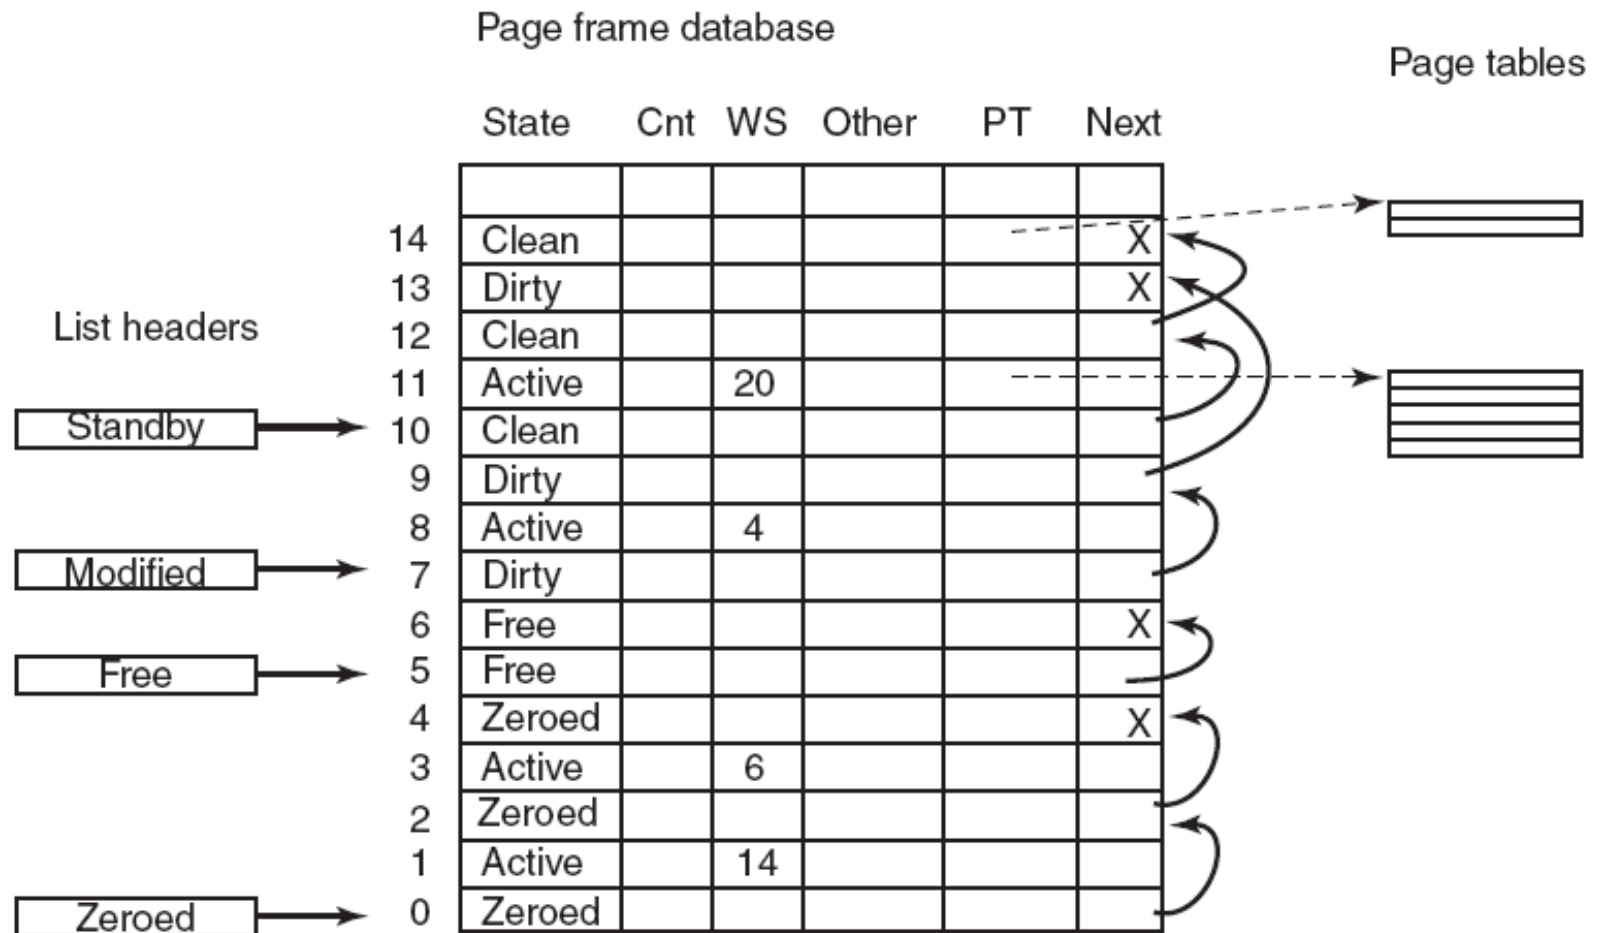 Page frame database
Page tables
State Cnt WS Other PT Next
14 Clean X
13 Dirty X
List headers
12 Clean
11 Active 20
Standby 10 Clean
9 Dirty
8 Active 4
Modified 7 Dirty
6 Free X
Free 5 Free
4 Zeroed X
3 Active 6
2 Zeroed
1 Active 14
Zeroed 0 Zeroed